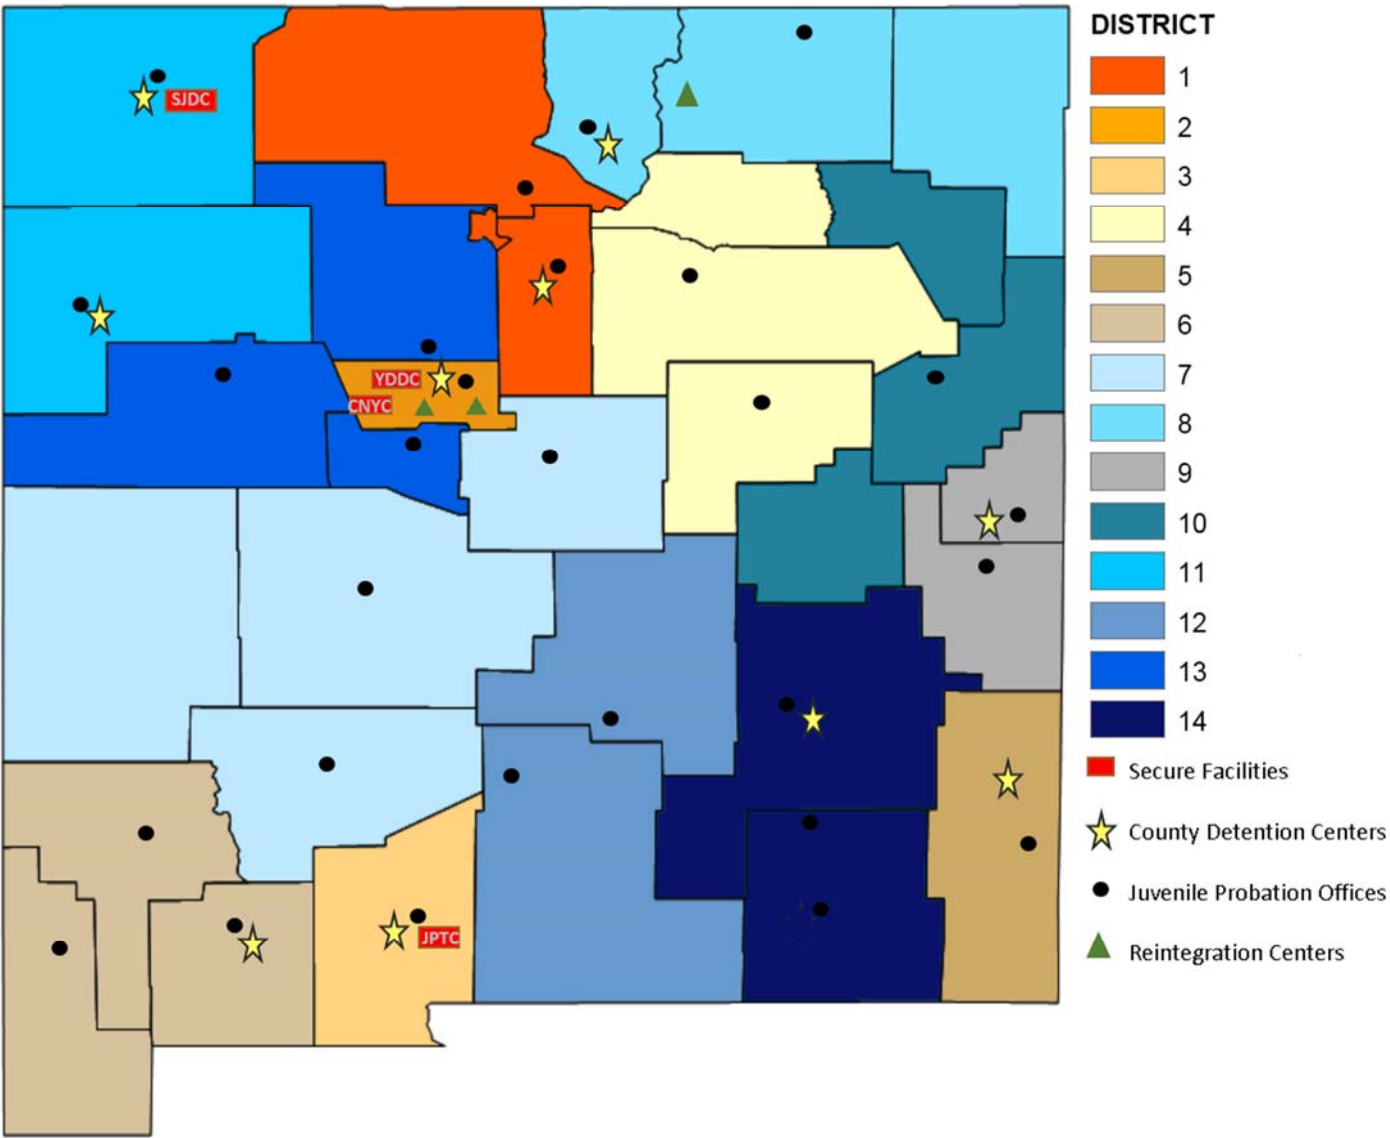 DISTRICT
1
2
3
4
5
6
7
8
9
10
11
12
13
14
Secure Facilities
County Detention Centers
Juvenile Probation Offices
Reintegration Centers
SJDC
YDDC
CNYC
JPTC